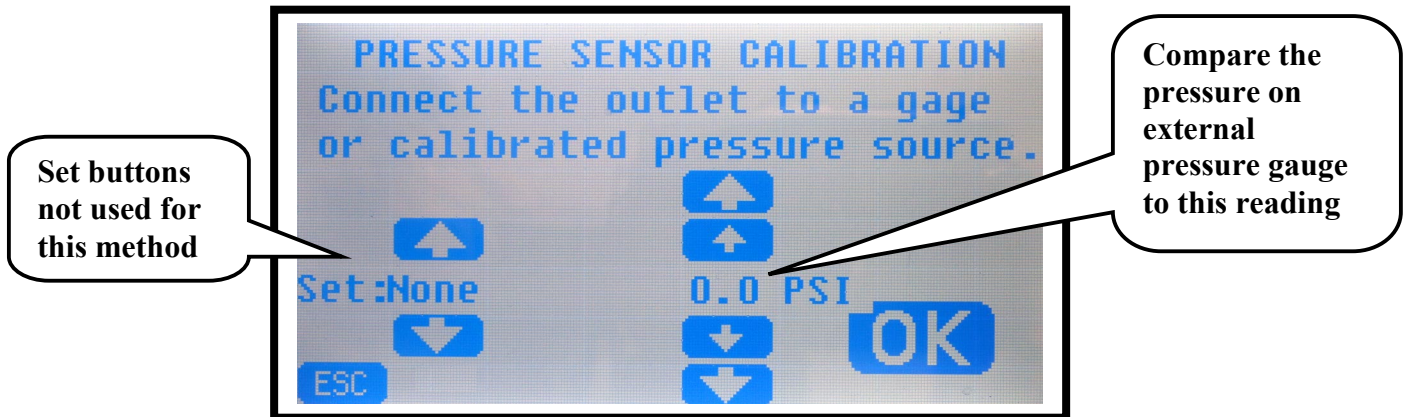 PRESSURE SENSOR CALIBRATION
Connect the outlet to a gage
or calibrated pressure source.
Set:None
0.0 PSI
OK
ESC
Set buttons
not used for
this method
Compare the
pressure on
external
pressure gauge
to this reading